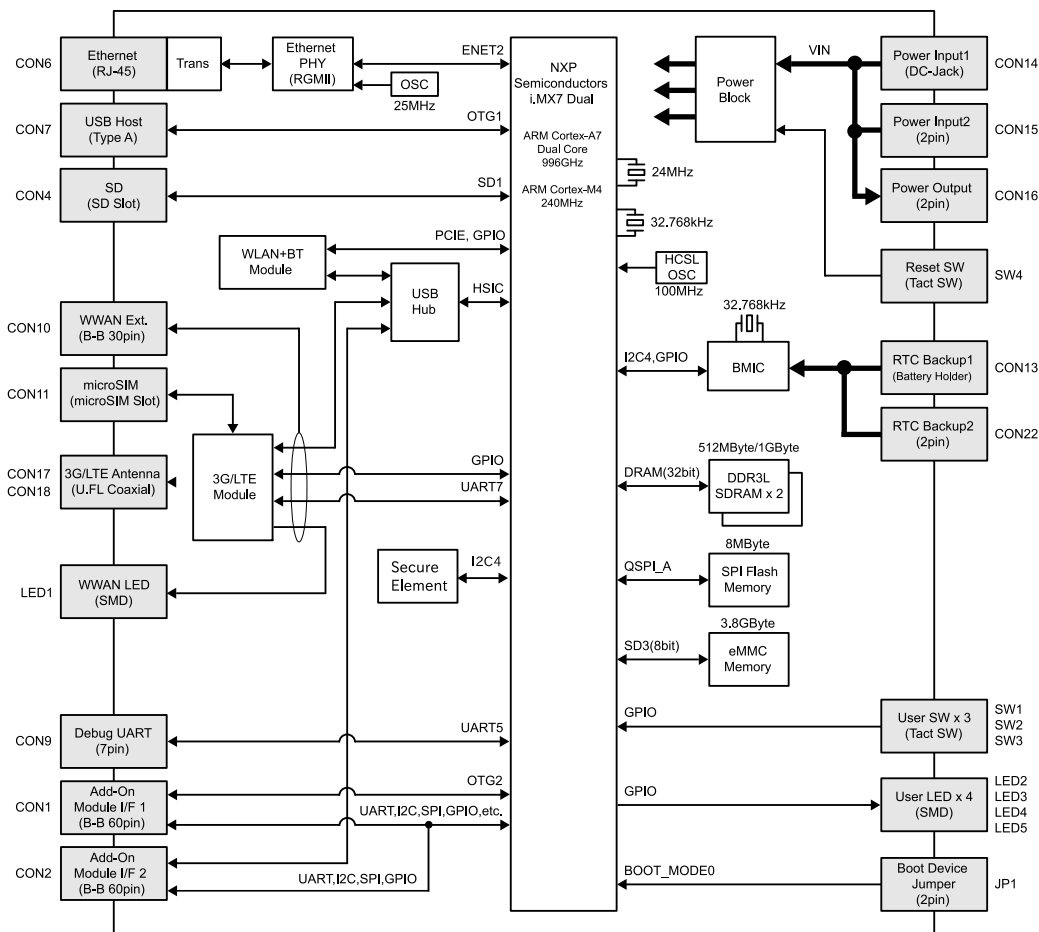 CON6
Ethernet
(RJ-45)
Trans
Ethernet
PHY
(RGMII)
ENET2
OSC
25MHz
CON7
USB Host
(Type A)
OTG1
CON4
SD
(SD Slot)
SD1
WLAN+BT
Module
PCIE, GPIO
USB
Hub
HSIC
CON10
WWAN Ext.
(B-B 30pin)
CON11
microSIM
(microSIM Slot)
CON17
CON18
3G/LTE Antenna
(U.FL Coaxial)
3G/LTE
Module
GPIO
UART7
Secure
Element
I2C4
LED1
WWAN LED
(SMD)
CON9
Debug UART
(7pin)
UART5
CON1
Add-On
Module I/F 1
(B-B 60pin)
OTG2
UART,I2C,SPI,GPIO,etc.
CON2
Add-On
Module I/F 2
(B-B 60pin)
UART,I2C,SPI,GPIO
NXP
Semiconductors
i.MX7 Dual
ARM Cortex-A7
Dual Core
996GHz
ARM Cortex-M4
240MHz
24MHz
32.768kHz
HCSL
OSC
100MHz
Power
Block
VIN
Power Input1
(DC-Jack)
CON14
Power Input2
(2pin)
CON15
Power Output
(2pin)
CON16
Reset SW
(Tact SW)
SW4
32.768kHz
I2C4,GPIO
BMIC
RTC Backup1
(Battery Holder)
CON13
RTC Backup2
(2pin)
CON22
512MByte/1GByte
DRAM(32bit)
DDR3L
SDRAM x 2
8MByte
QSPI_A
SPI Flash
Memory
3.8GByte
SD3(8bit)
eMMC
Memory
GPIO
User SW x 3
(Tact SW)
SW1
SW2
SW3
GPIO
User LED x 4
(SMD)
LED2
LED3
LED4
LED5
BOOT_MODE0
Boot Device
Jumper
(2pin)
JP1